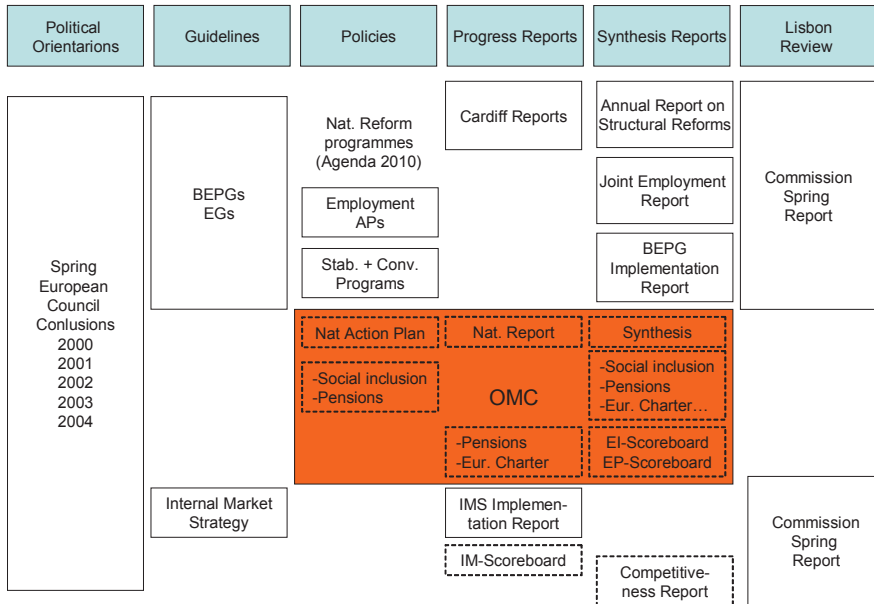 Political
Orientarions
Guidelines
Policies
Progress Reports
Synthesis Reports
Lisbon
Review
Spring
European
Council
Conlusions
2000
2001
2002
2003
2004
BEPGs
EGs
Internal Market
Strategy
Nat. Reform
programmes
(Agenda 2010)
Employment
APs
Stab. + Conv.
Programs
Cardiff Reports
Annual Report on
Structural Reforms
Joint Employment
Report
BEPG
Implementation
Report
Commission
Spring
Report
Nat Action Plan
Nat. Report
Synthesis
-Social inclusion
-Pensions
OMC
-Social inclusion
-Pensions
-Eur. Charter…
-Pensions
-Eur. Charter
EI-Scoreboard
EP-Scoreboard
IMS Implemen-
tation Report
IM-Scoreboard
Competitive-
ness Report
Commission
Spring
Report